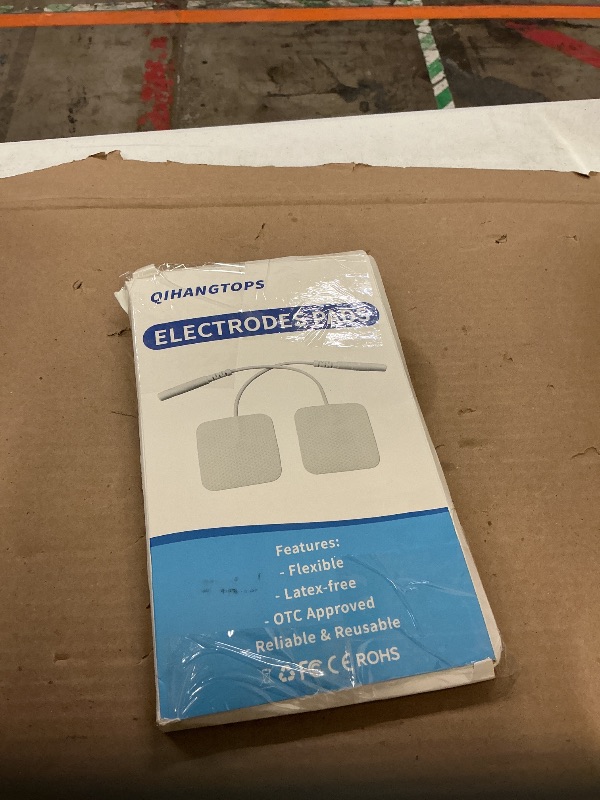 QIHANGTOPS
ELECTRODES PADS
Features:
- Flexible
- Latex-free
- OTC Approved
Reliable & Reusable
FC CE ROHS